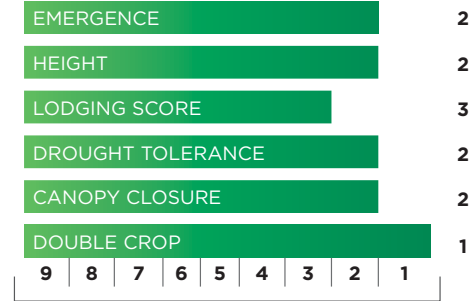 EMERGENCE 2
HEIGHT 2
LODGING SCORE 3
DROUGHT TOLERANCE 2
CANOPY CLOSURE 2
DOUBLE CROP 1
9 8 7 6 5 4 3 2 1